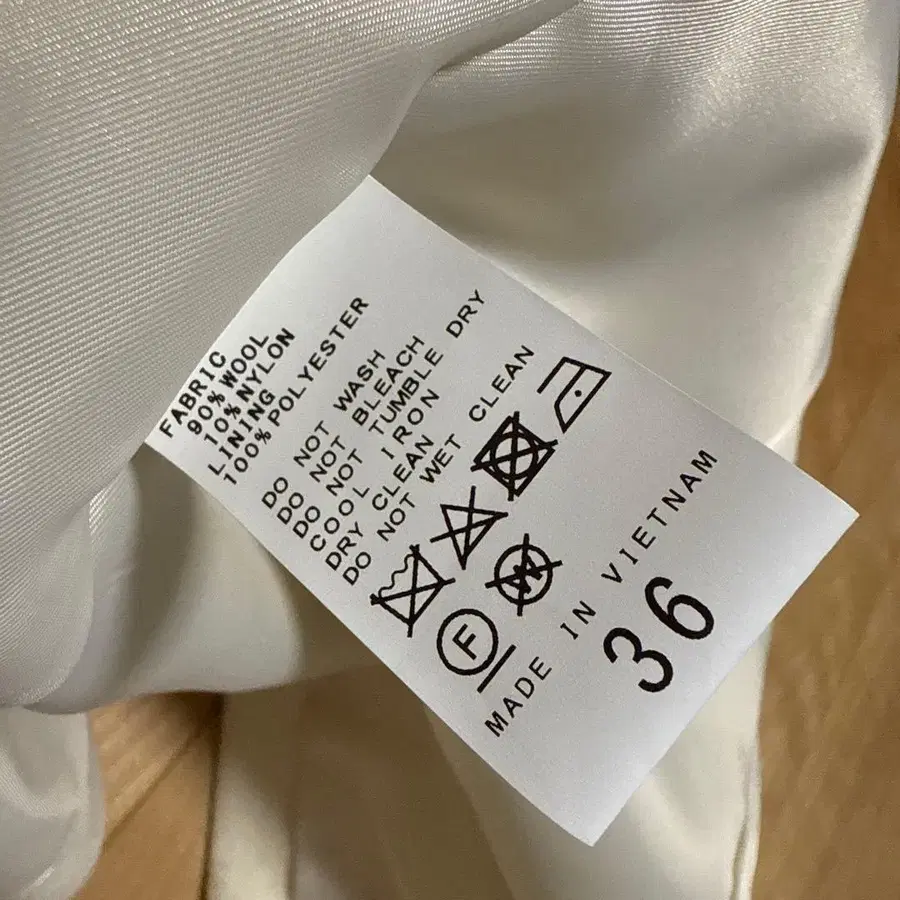 FABRIC
90% WOOL
10% NYLON
LINING
100% POLYESTER
DO NOT WASH
DO NOT BLEACH
DO NOT TUMBLE DRY
COOL IRON
DRY CLEAN
DO NOT WET CLEAN
W
F
MADE IN VIETNAM
36